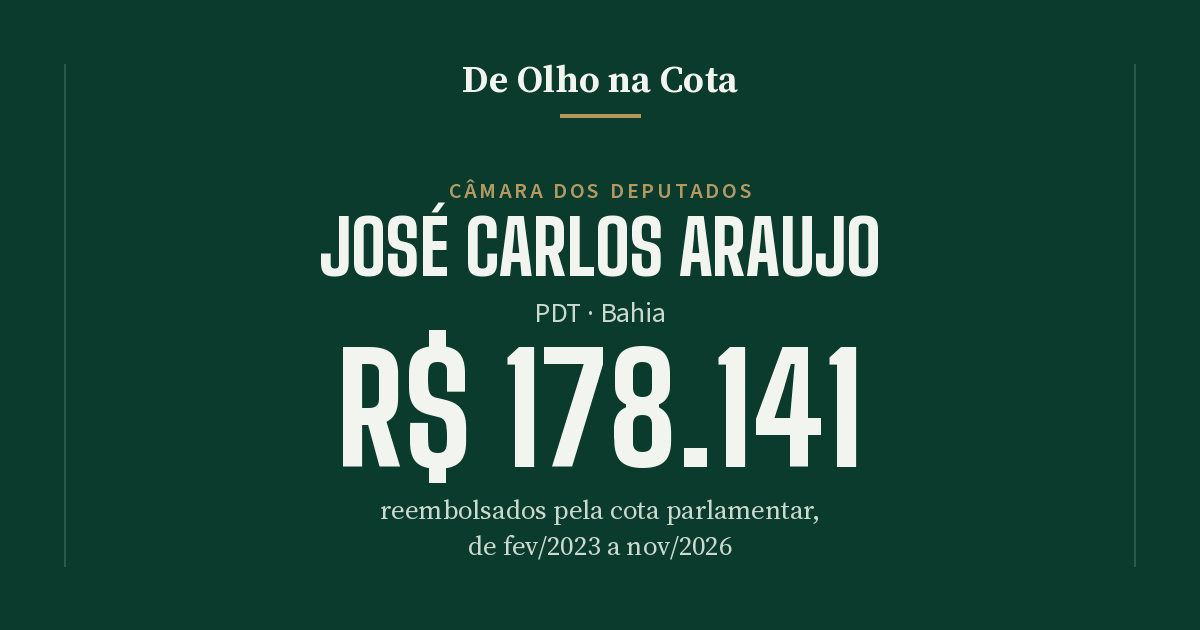 De Olho na Cota
CÂMARA DOS DEPUTADOS
JOSÉ CARLOS ARAUJO
PDT · Bahia
R$ 178.141
reembolsados pela cota parlamentar,
de fev/2023 a nov/2026